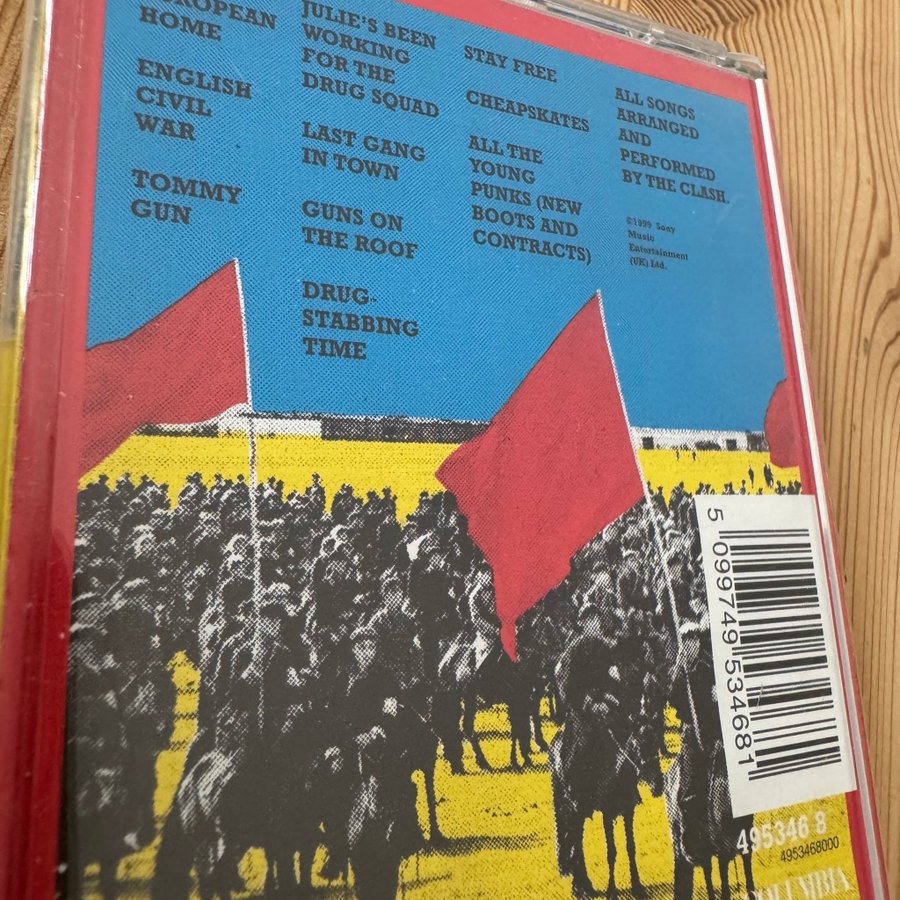 EUROPEAN
HOME
ENGLISH
CIVIL
WAR
TOMMY
GUN
JULIE'S BEEN
WORKING
FOR THE
DRUG SQUAD
LAST GANG
IN TOWN
GUNS ON
THE ROOF
DRUG-
STABBING
TIME
STAY FREE
CHEAPSKATES
ALL THE
YOUNG
PUNKS (NEW
BOOTS AND
CONTRACTS)
ALL SONGS
ARRANGED
AND
PERFORMED
BY THE CLASH.
©1999 Sony
Music
Entertainment
(UK) Ltd.
5 099749 534681
495346 8
4953468000
COLUMBIA